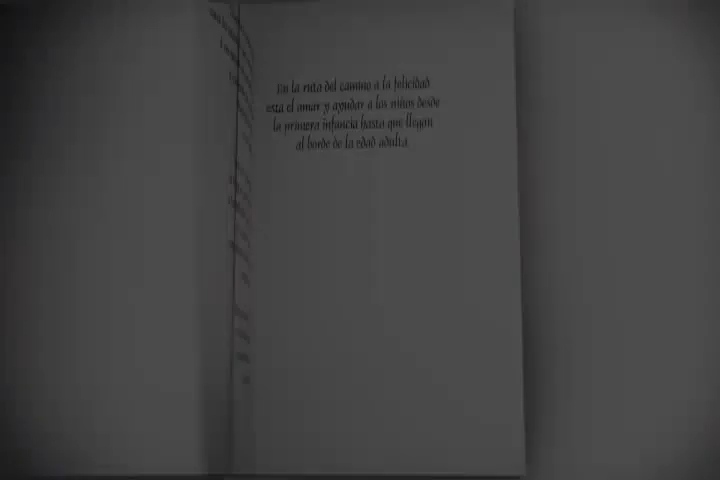 En la ruta del camino a la felicidad
está el amar y ayudar a los niños desde
la primera infancia hasta que llegan
al borde de la edad adulta.